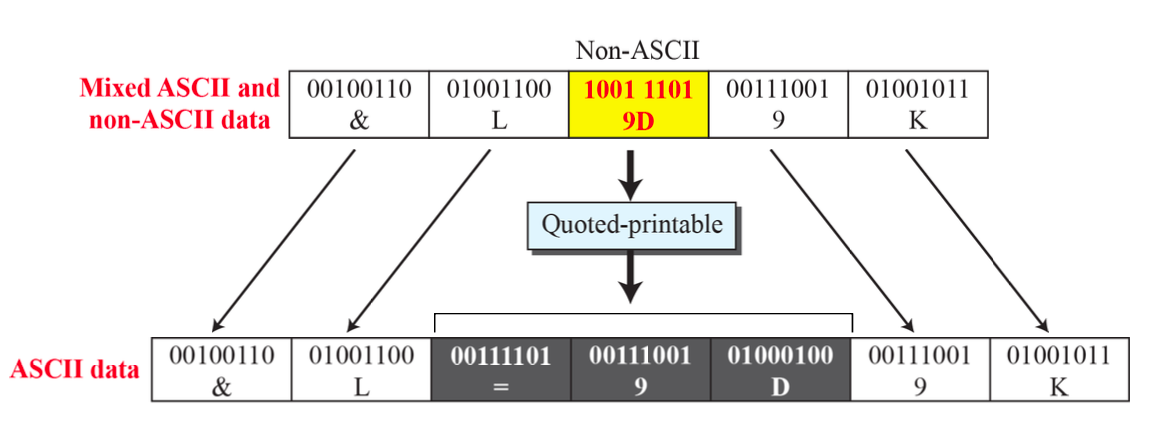 Non-ASCII
Mixed ASCII and
non-ASCII data
00100110 01001100 1001 1101 00111001 01001011
& L 9D 9 K
Quoted-printable
ASCII data
00100110 01001100 00111101 00111001 01000100 00111001 01001011
& L = 9 D 9 K